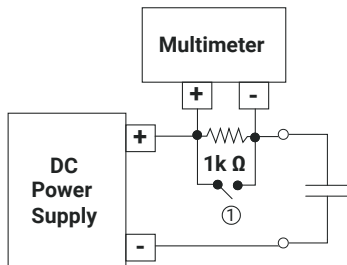 Multimeter
+ -
+
1k Ω
DC
Power
Supply
①
-